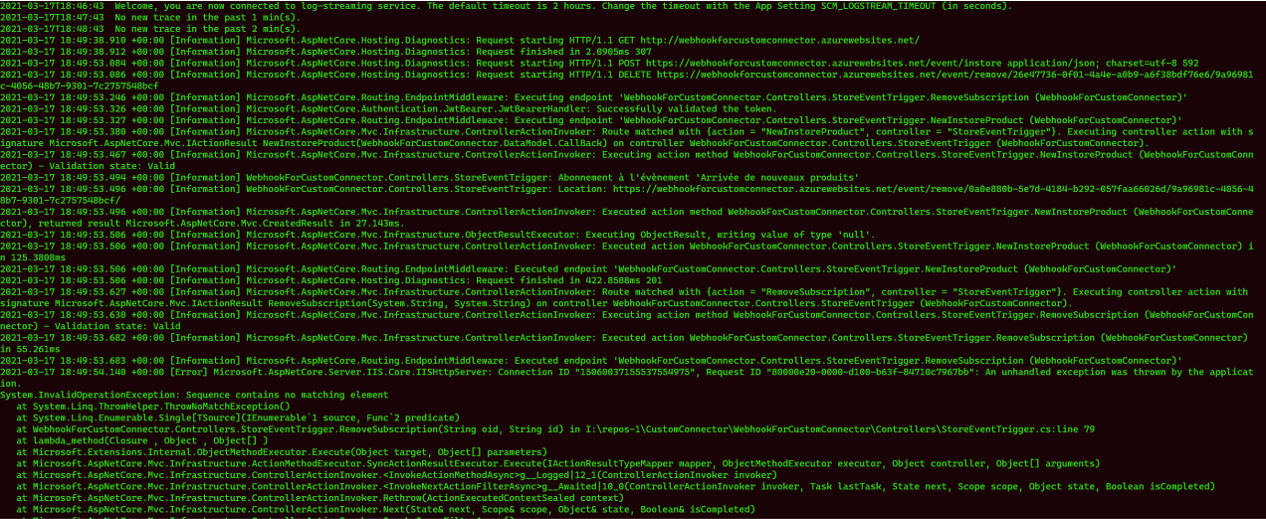 2021-03-17T18:46:43  Welcome, you are now connected to log-streaming service. The default timeout is 2 hours. Change the timeout with the App Setting SCM_LOGSTREAM_TIMEOUT (in seconds).
2021-03-17T18:47:43  No new trace in the past 1 min(s).
2021-03-17T18:48:43  No new trace in the past 2 min(s).
2021-03-17 18:49:38.910 +00:00 [Information] Microsoft.AspNetCore.Hosting.Diagnostics: Request starting HTTP/1.1 GET http://webhookforcustomconnector.azurewebsites.net/
2021-03-17 18:49:38.912 +00:00 [Information] Microsoft.AspNetCore.Hosting.Diagnostics: Request finished in 2.0905ms 307
2021-03-17 18:49:53.084 +00:00 [Information] Microsoft.AspNetCore.Hosting.Diagnostics: Request starting HTTP/1.1 POST https://webhookforcustomconnector.azurewebsites.net/event/instore application/json; charset=utf-8 592
2021-03-17 18:49:53.086 +00:00 [Information] Microsoft.AspNetCore.Hosting.Diagnostics: Request starting HTTP/1.1 DELETE https://webhookforcustomconnector.azurewebsites.net/event/remove/26e47736-0f01-4a4e-a0b9-a6f38bdf76e6/9a96981
c-4056-48b7-9301-7c2757548bcf
2021-03-17 18:49:53.246 +00:00 [Information] Microsoft.AspNetCore.Routing.EndpointMiddleware: Executing endpoint 'WebhookForCustomConnector.Controllers.StoreEventTrigger.RemoveSubscription (WebhookForCustomConnector)'
2021-03-17 18:49:53.326 +00:00 [Information] Microsoft.AspNetCore.Authentication.JwtBearer.JwtBearerHandler: Successfully validated the token.
2021-03-17 18:49:53.327 +00:00 [Information] Microsoft.AspNetCore.Routing.EndpointMiddleware: Executing endpoint 'WebhookForCustomConnector.Controllers.StoreEventTrigger.NewInstoreProduct (WebhookForCustomConnector)'
2021-03-17 18:49:53.380 +00:00 [Information] Microsoft.AspNetCore.Mvc.Infrastructure.ControllerActionInvoker: Route matched with {action = "NewInstoreProduct", controller = "StoreEventTrigger"}. Executing controller action with s
ignature Microsoft.AspNetCore.Mvc.IActionResult NewInstoreProduct(WebhookForCustomConnector.DataModel.CallBack) on controller WebhookForCustomConnector.Controllers.StoreEventTrigger (WebhookForCustomConnector).
2021-03-17 18:49:53.467 +00:00 [Information] Microsoft.AspNetCore.Mvc.Infrastructure.ControllerActionInvoker: Executing action method WebhookForCustomConnector.Controllers.StoreEventTrigger.NewInstoreProduct (WebhookForCustomConn
ector) - Validation state: Valid
2021-03-17 18:49:53.494 +00:00 [Information] WebhookForCustomConnector.Controllers.StoreEventTrigger: Abonnement à l'évènement 'Arrivée de nouveaux produits'
2021-03-17 18:49:53.496 +00:00 [Information] WebhookForCustomConnector.Controllers.StoreEventTrigger: Location: https://webhookforcustomconnector.azurewebsites.net/event/remove/0a0e880b-5e7d-4184-b292-057faa66026d/9a96981c-4056-4
8b7-9301-7c2757548bcf/
2021-03-17 18:49:53.496 +00:00 [Information] Microsoft.AspNetCore.Mvc.Infrastructure.ControllerActionInvoker: Executed action method WebhookForCustomConnector.Controllers.StoreEventTrigger.NewInstoreProduct (WebhookForCustomConne
ctor), returned result Microsoft.AspNetCore.Mvc.CreatedResult in 27.143ms.
2021-03-17 18:49:53.506 +00:00 [Information] Microsoft.AspNetCore.Mvc.Infrastructure.ObjectResultExecutor: Executing ObjectResult, writing value of type 'null'.
2021-03-17 18:49:53.506 +00:00 [Information] Microsoft.AspNetCore.Mvc.Infrastructure.ControllerActionInvoker: Executed action WebhookForCustomConnector.Controllers.StoreEventTrigger.NewInstoreProduct (WebhookForCustomConnector) i
n 125.3808ms
2021-03-17 18:49:53.506 +00:00 [Information] Microsoft.AspNetCore.Routing.EndpointMiddleware: Executed endpoint 'WebhookForCustomConnector.Controllers.StoreEventTrigger.NewInstoreProduct (WebhookForCustomConnector)'
2021-03-17 18:49:53.506 +00:00 [Information] Microsoft.AspNetCore.Hosting.Diagnostics: Request finished in 422.8588ms 201
2021-03-17 18:49:53.627 +00:00 [Information] Microsoft.AspNetCore.Mvc.Infrastructure.ControllerActionInvoker: Route matched with {action = "RemoveSubscription", controller = "StoreEventTrigger"}. Executing controller action with
signature Microsoft.AspNetCore.Mvc.IActionResult RemoveSubscription(System.String, System.String) on controller WebhookForCustomConnector.Controllers.StoreEventTrigger (WebhookForCustomConnector).
2021-03-17 18:49:53.630 +00:00 [Information] Microsoft.AspNetCore.Mvc.Infrastructure.ControllerActionInvoker: Executing action method WebhookForCustomConnector.Controllers.StoreEventTrigger.RemoveSubscription (WebhookForCustomCon
nector) - Validation state: Valid
2021-03-17 18:49:53.682 +00:00 [Information] Microsoft.AspNetCore.Mvc.Infrastructure.ControllerActionInvoker: Executed action WebhookForCustomConnector.Controllers.StoreEventTrigger.RemoveSubscription (WebhookForCustomConnector)
in 55.261ms
2021-03-17 18:49:53.683 +00:00 [Information] Microsoft.AspNetCore.Routing.EndpointMiddleware: Executed endpoint 'WebhookForCustomConnector.Controllers.StoreEventTrigger.RemoveSubscription (WebhookForCustomConnector)'
2021-03-17 18:49:54.140 +00:00 [Error] Microsoft.AspNetCore.Server.IIS.Core.IISHttpServer: Connection ID "15060037155537554975", Request ID "80000e20-0000-d100-b63f-84710c7967bb": An unhandled exception was thrown by the applicat
ion.
System.InvalidOperationException: Sequence contains no matching element
   at System.Linq.ThrowHelper.ThrowNoMatchException()
   at System.Linq.Enumerable.Single[TSource](IEnumerable`1 source, Func`2 predicate)
   at WebhookForCustomConnector.Controllers.StoreEventTrigger.RemoveSubscription(String oid, String id) in I:\repos-1\CustomConnector\WebhookForCustomConnector\Controllers\StoreEventTrigger.cs:line 79
   at lambda_method(Closure , Object , Object[] )
   at Microsoft.Extensions.Internal.ObjectMethodExecutor.Execute(Object target, Object[] parameters)
   at Microsoft.AspNetCore.Mvc.Infrastructure.ActionMethodExecutor.SyncActionResultExecutor.Execute(IActionResultTypeMapper mapper, ObjectMethodExecutor executor, Object controller, Object[] arguments)
   at Microsoft.AspNetCore.Mvc.Infrastructure.ControllerActionInvoker.<InvokeActionMethodAsync>g__Logged|12_1(ControllerActionInvoker invoker)
   at Microsoft.AspNetCore.Mvc.Infrastructure.ControllerActionInvoker.<InvokeNextActionFilterAsync>g__Awaited|10_0(ControllerActionInvoker invoker, Task lastTask, State next, Scope scope, Object state, Boolean isCompleted)
   at Microsoft.AspNetCore.Mvc.Infrastructure.ControllerActionInvoker.Rethrow(ActionExecutedContextSealed context)
   at Microsoft.AspNetCore.Mvc.Infrastructure.ControllerActionInvoker.Next(State& next, Scope& scope, Object& state, Boolean& isCompleted)